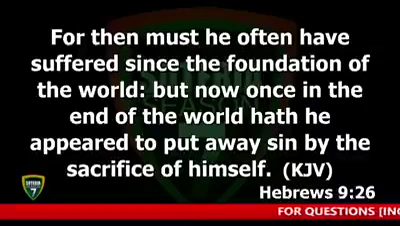 For then must he often have
suffered since the foundation of
the world: but now once in the
end of the world hath he
appeared to put away sin by the
sacrifice of himself. (KJV)
Hebrews 9:26
7
FOR QUESTIONS